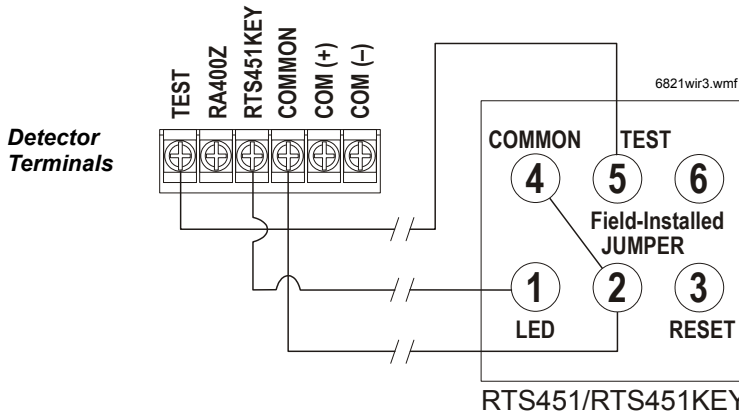 TEST
RA400Z
RTS451KEY
COMMON
COM (+)
COM (–)
6821wir3.wmf
Detector
Terminals
COMMON
TEST
4
5
6
Field-Installed
JUMPER
1
2
3
LED
RESET
RTS451/RTS451KEY